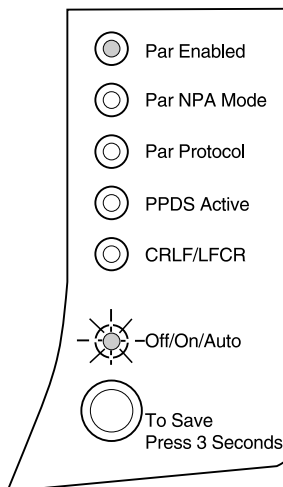 Par Enabled
Par NPA Mode
Par Protocol
PPDS Active
CRLF/LFCR
Off/On/Auto
To Save
Press 3 Seconds